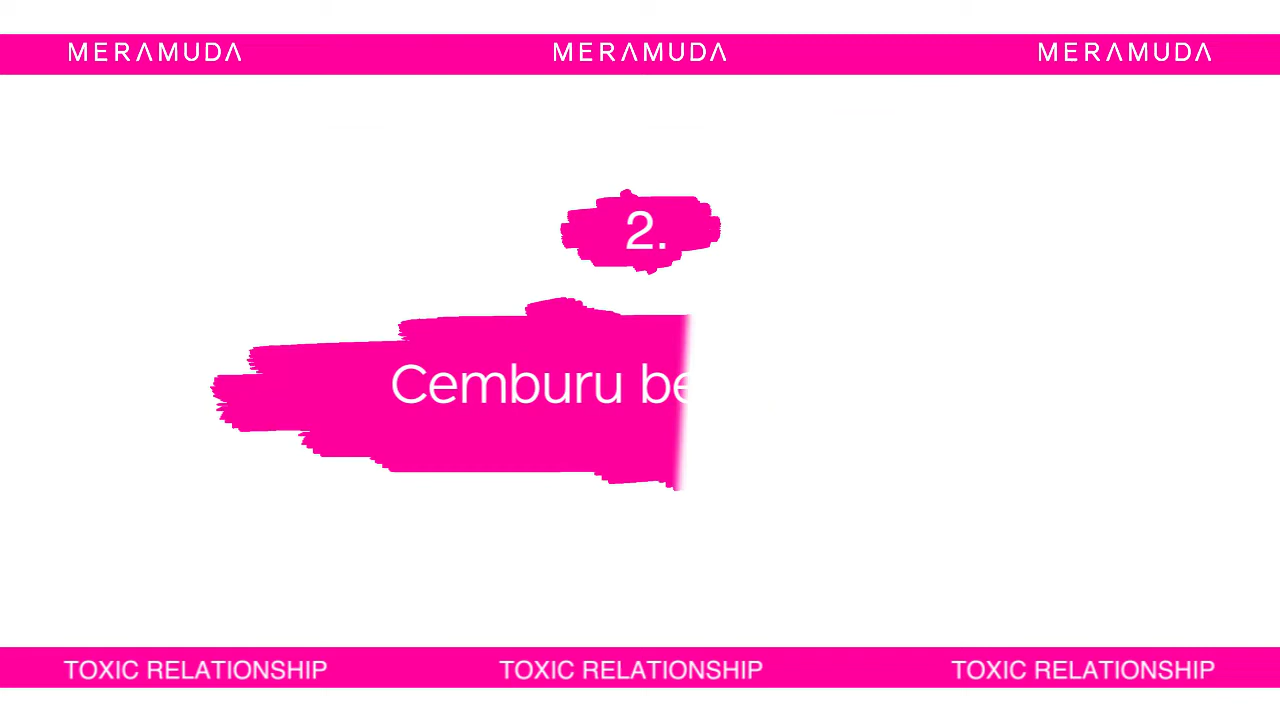 MERAMUDA MERAMUDA MERAMUDA
2.
Cemburu be
TOXIC RELATIONSHIP TOXIC RELATIONSHIP TOXIC RELATIONSHIP